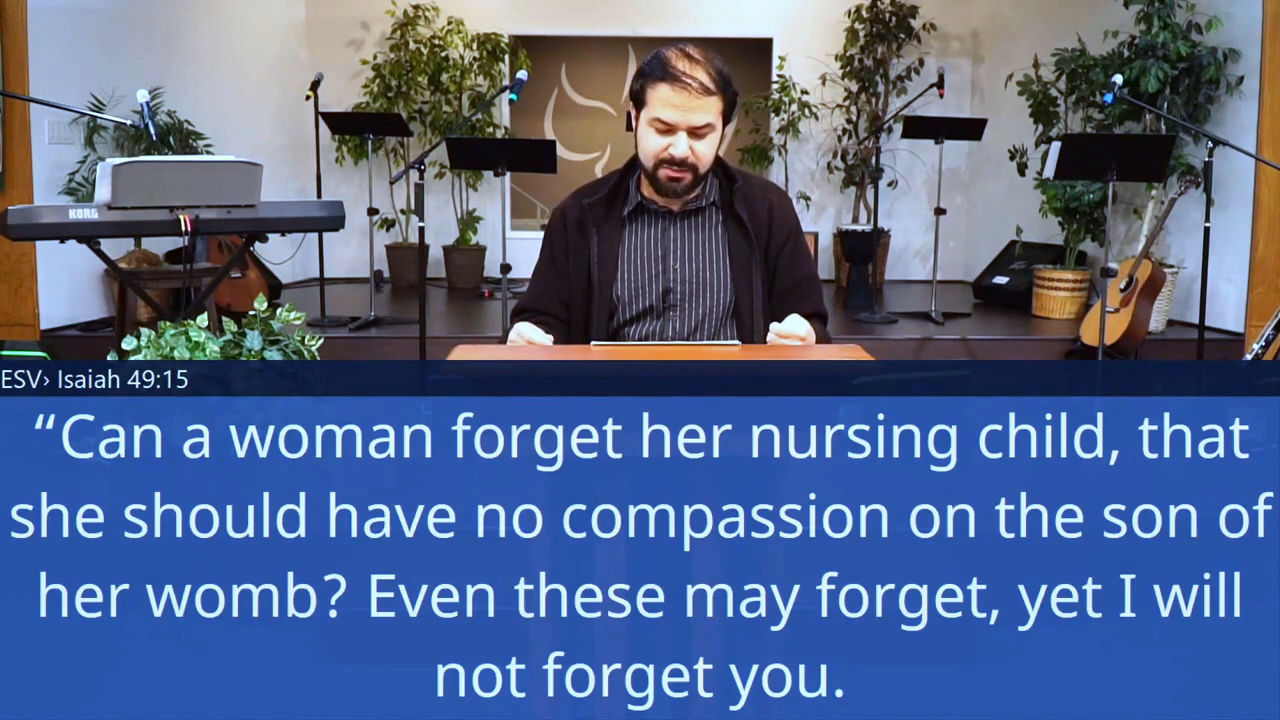 KORG
ESV› Isaiah 49:15
“Can a woman forget her nursing child, that
she should have no compassion on the son of
her womb? Even these may forget, yet I will
not forget you.